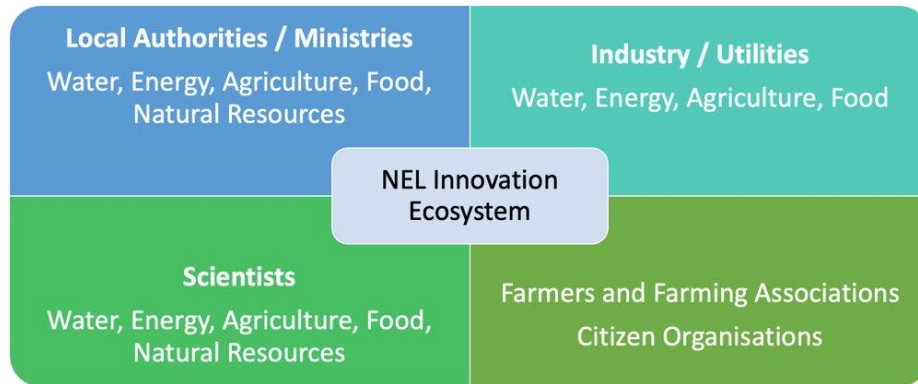 Local Authorities / Ministries
Water, Energy, Agriculture, Food,
Natural Resources
Industry / Utilities
Water, Energy, Agriculture, Food
NEL Innovation
Ecosystem
Scientists
Water, Energy, Agriculture, Food,
Natural Resources
Farmers and Farming Associations
Citizen Organisations